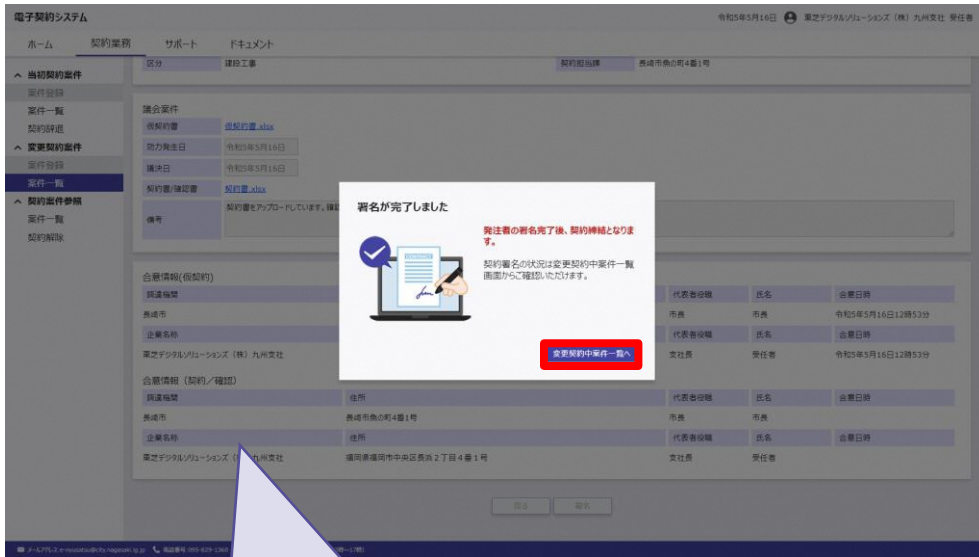 電子契約システム
令和5年5月16日 東芝デジタルソリューションズ（株）九州支社 受任者
ホーム 契約業務 サポート ドキュメント
当初契約案件
案件登録
案件一覧
契約辞退
変更契約案件
案件登録
案件一覧
契約案件参照
案件一覧
契約解除
区分 建設工事 契約担当課 長崎市魚の町4番1号
議会案件
仮契約書 仮契約書.xlsx
効力発生日 令和5年5月16日
議決日 令和5年5月16日
契約書/確認書 契約書.xlsx
備考 契約書をアップロードしています。確認
署名が完了しました
発注者の署名完了後、契約締結となりま
す。
契約署名の状況は変更契約中案件一覧
画面からご確認いただけます。
CONTRACT
変更契約中案件一覧へ
合意情報(仮契約)
調達機関 代表者役職 氏名 合意日時
長崎市 市長 市長 令和5年5月16日12時53分
企業名称 代表者役職 氏名 合意日時
東芝デジタルソリューションズ（株）九州支社 支社長 受任者 令和5年5月16日12時53分
合意情報（契約／確認）
調達機関 住所 代表者役職 氏名 合意日時
長崎市 長崎市魚の町4番1号 市長 市長
企業名称 住所 代表者役職 氏名 合意日時
東芝デジタルソリューションズ（株）九州支社 福岡県福岡市中央区長浜２丁目４番１号 支社長 受任者
戻る 署名